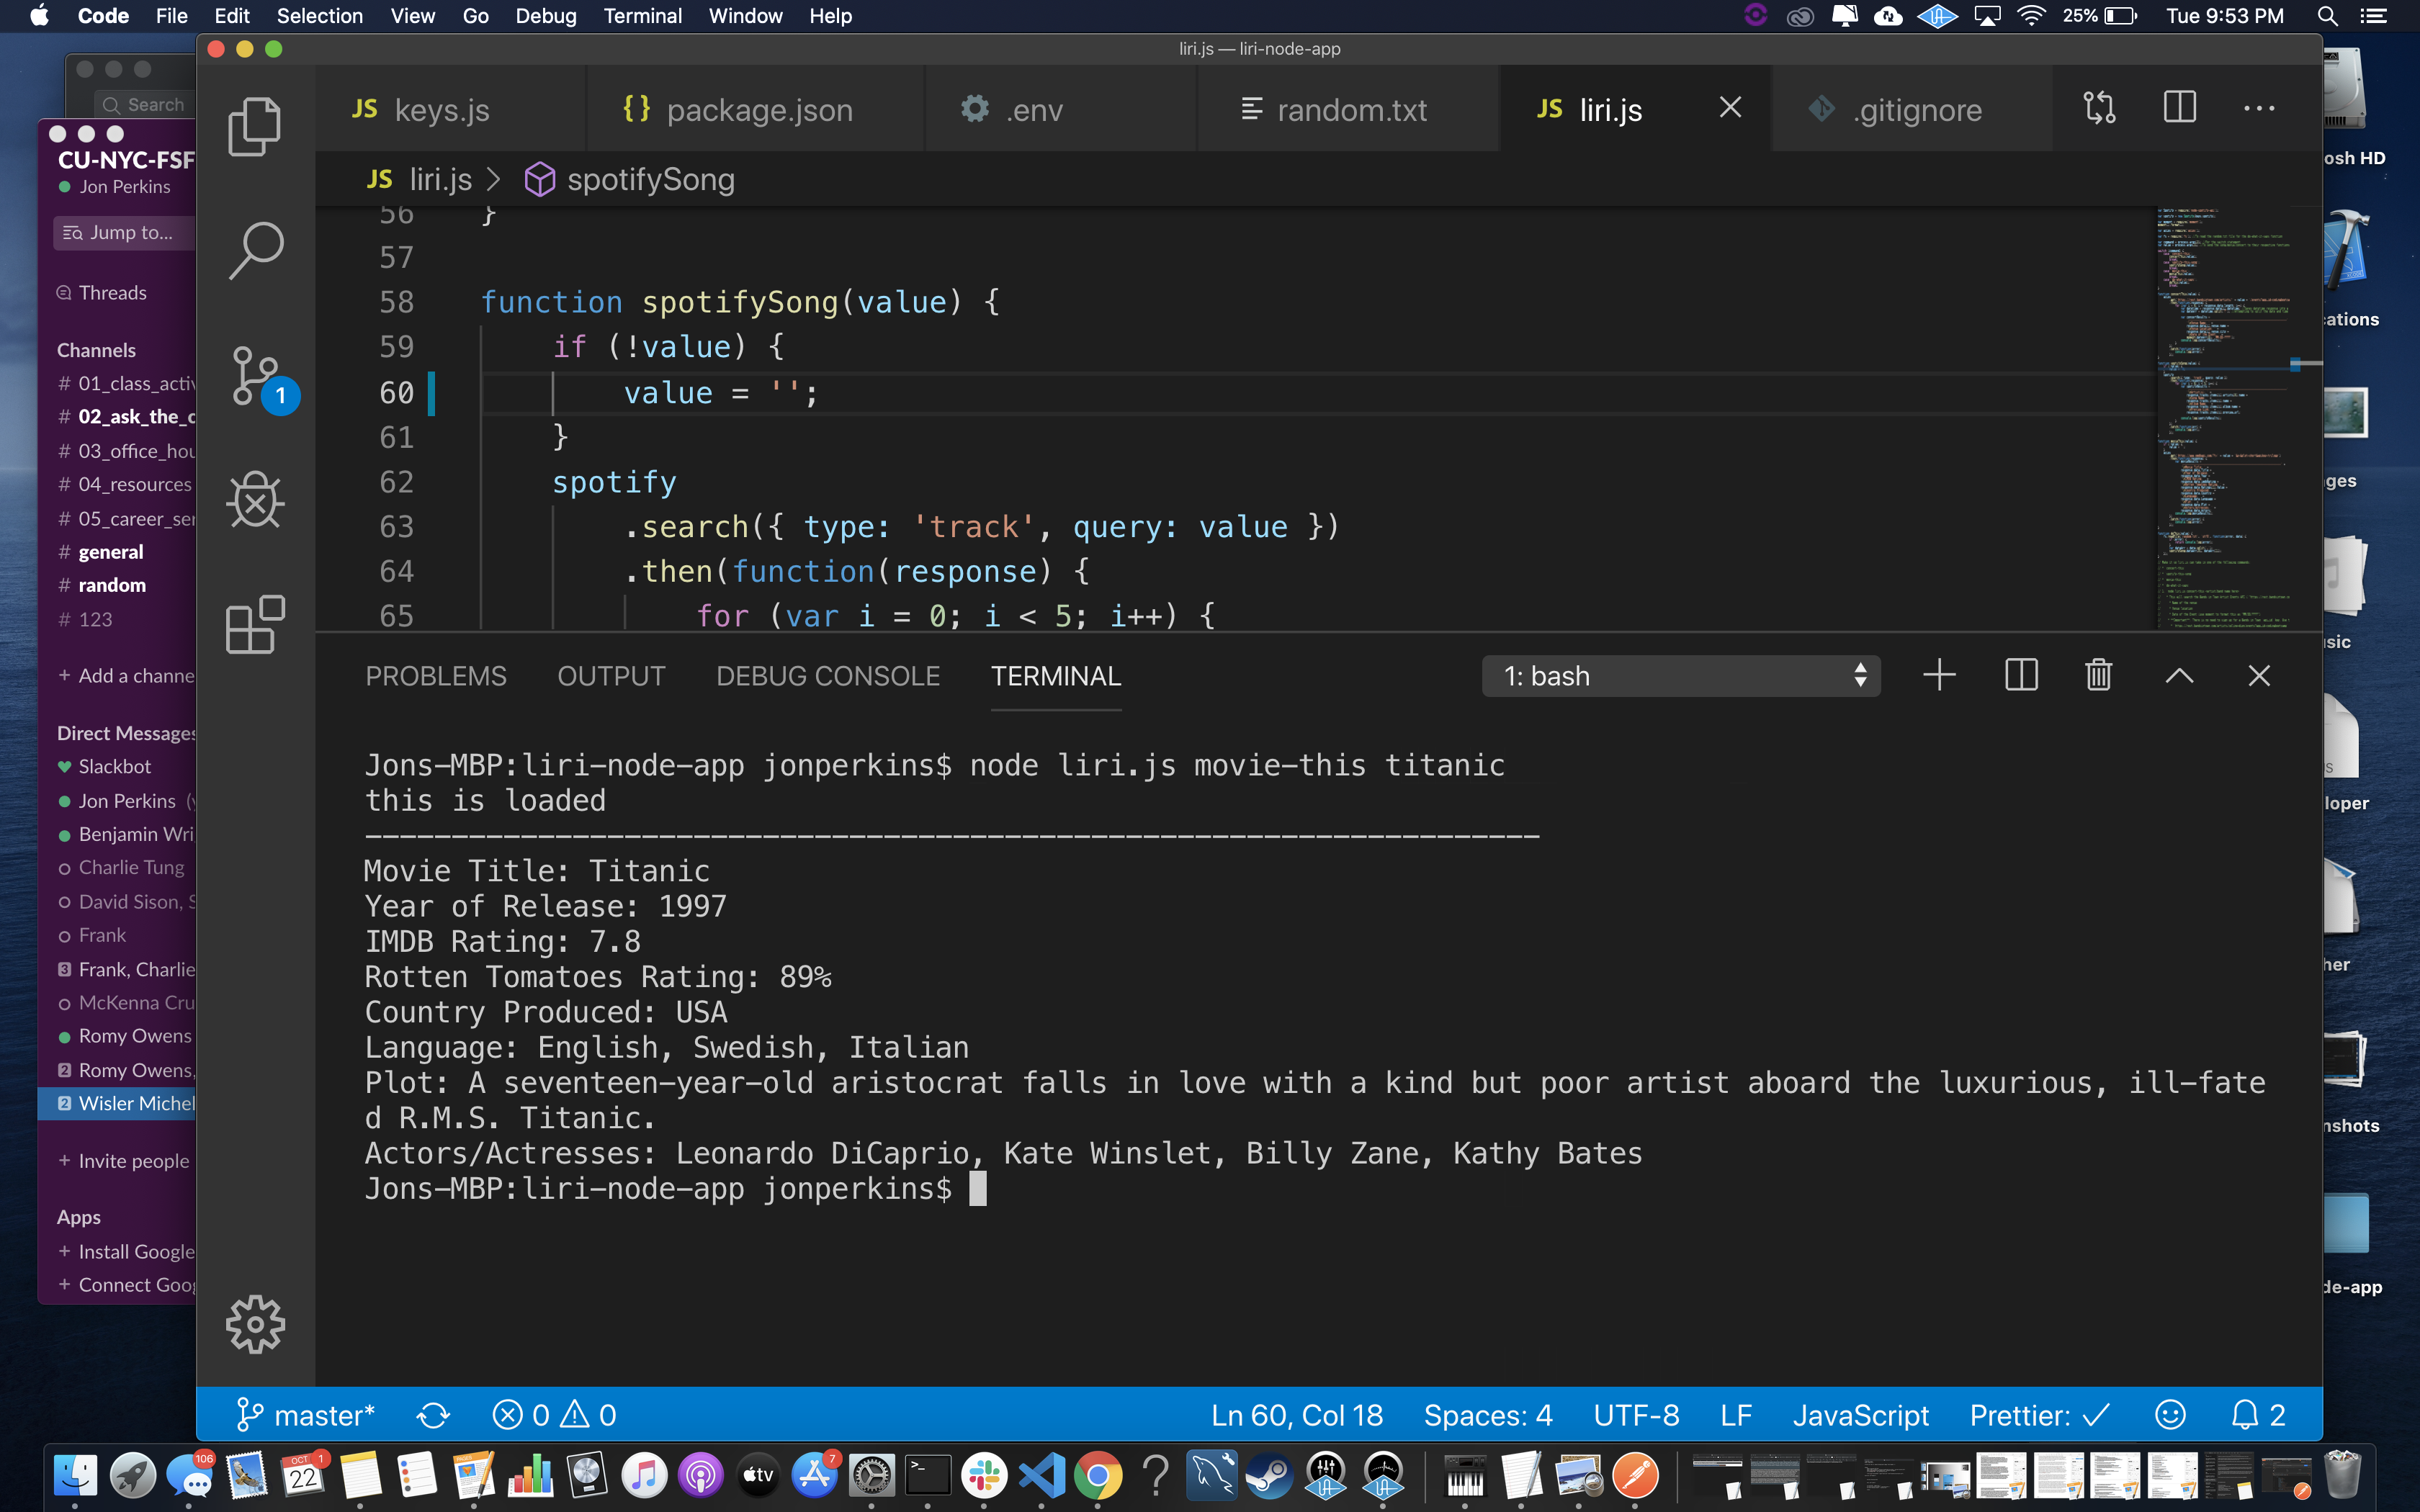 Code File Edit Selection View Go Debug Terminal Window Help 25% Tue 9:53 PM
liri.js — liri-node-app
Search
CU-NYC-FSF
Jon Perkins
Jump to...
Threads
Channels
# 01_class_activ
# 02_ask_the_c
# 03_office_hou
# 04_resources
# 05_career_ser
# general
# random
# 123
+ Add a channe
Direct Messages
Slackbot
Jon Perkins (y
Benjamin Wri
Charlie Tung
David Sison, S
Frank
3 Frank, Charlie
McKenna Cru
Romy Owens
2 Romy Owens,
2 Wisler Michel
+ Invite people
Apps
+ Install Google
+ Connect Goog
JS keys.js {} package.json .env random.txt JS liri.js .gitignore
JS liri.js > spotifySong
56 }
57
58 function spotifySong(value) {
59 if (!value) {
60 value = '';
61 }
62 spotify
63 .search({ type: 'track', query: value })
64 .then(function(response) {
65 for (var i = 0; i < 5; i++) {
1
PROBLEMS OUTPUT DEBUG CONSOLE TERMINAL 1: bash
Jons-MBP:liri-node-app jonperkins$ node liri.js movie-this titanic
this is loaded
--------------------------------------------------------------------
Movie Title: Titanic
Year of Release: 1997
IMDB Rating: 7.8
Rotten Tomatoes Rating: 89%
Country Produced: USA
Language: English, Swedish, Italian
Plot: A seventeen-year-old aristocrat falls in love with a kind but poor artist aboard the luxurious, ill-fate
d R.M.S. Titanic.
Actors/Actresses: Leonardo DiCaprio, Kate Winslet, Billy Zane, Kathy Bates
Jons-MBP:liri-node-app jonperkins$
master* 0 0 Ln 60, Col 18 Spaces: 4 UTF-8 LF JavaScript Prettier: ✓ 2
osh HD
cations
ges
sic
loper
her
nshots
de-app
106
OCT
22
1
tv
7